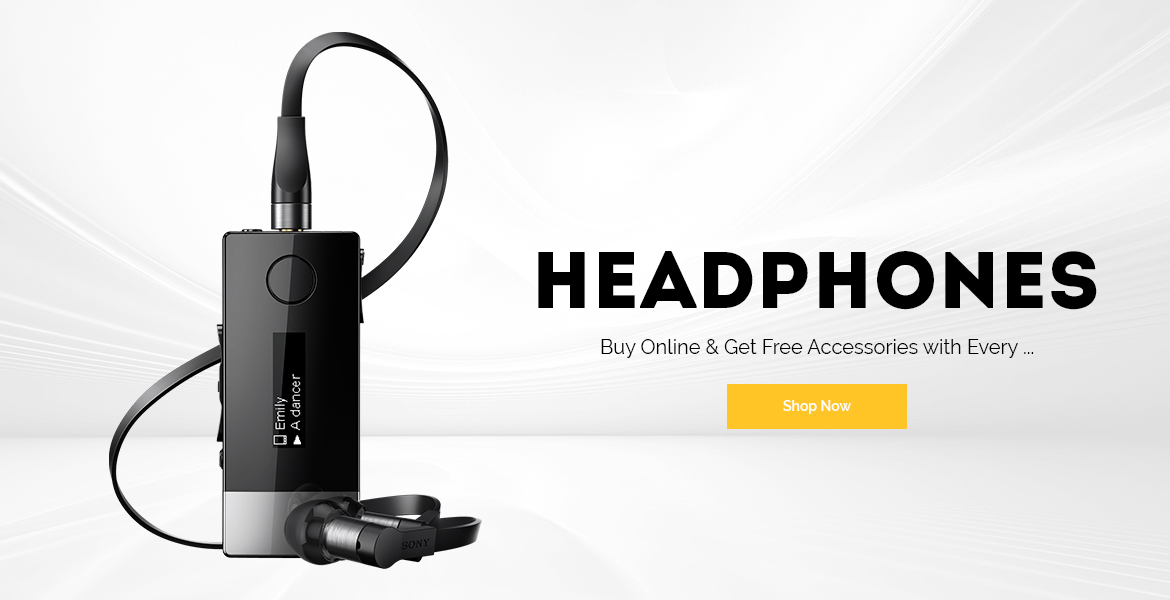 Emily
A dancer
SONY
HEADPHONES
Buy Online & Get Free Accessories with Every ...
Shop Now